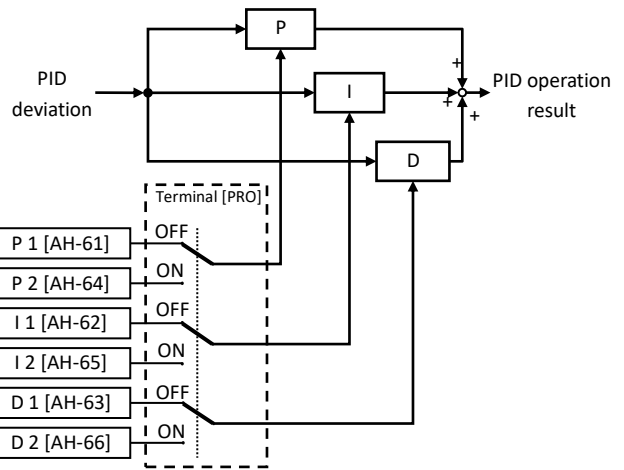 P
+
PID
deviation
I
+
+
PID operation
result
D
Terminal [PRO]
P 1 [AH-61]
OFF
P 2 [AH-64]
ON
I 1 [AH-62]
OFF
I 2 [AH-65]
ON
D 1 [AH-63]
OFF
D 2 [AH-66]
ON